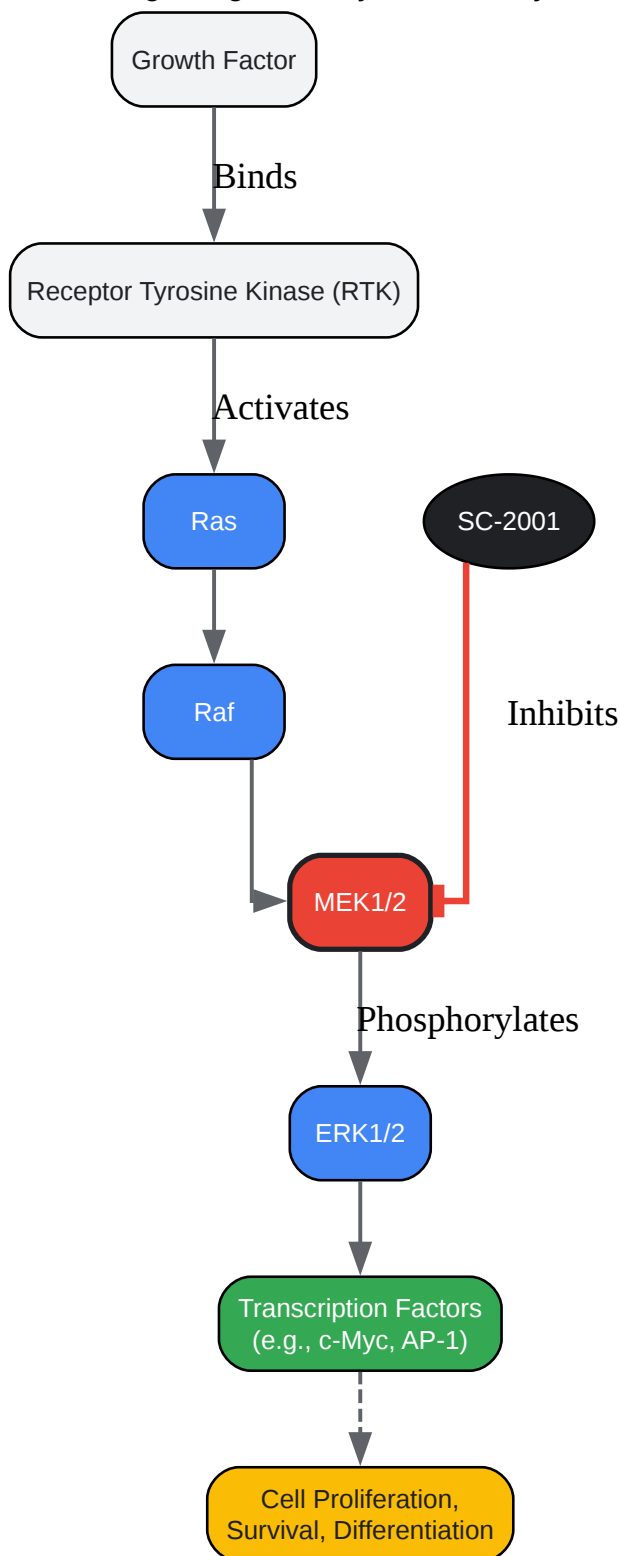 Growth Factor
Binds
Receptor Tyrosine Kinase (RTK)
Activates
Ras
SC-2001
Raf
Inhibits
MEK1/2
Phosphorylates
ERK1/2
Transcription Factors
(e.g., c-Myc, AP-1)
Cell Proliferation,
Survival, Differentiation